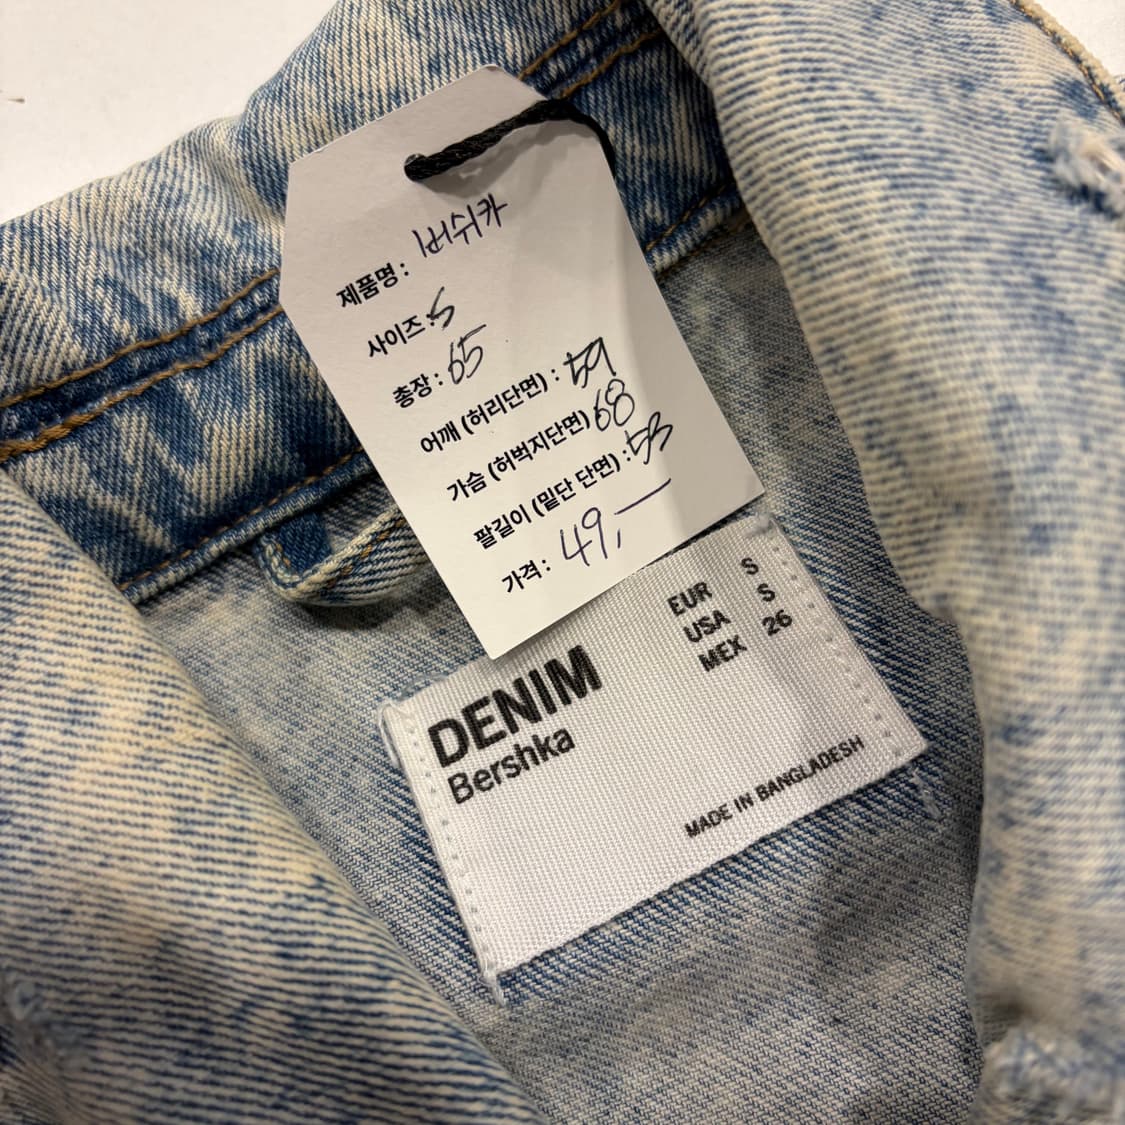 제품명 : 버쉬카
사이즈 : S
총장 : 65
어깨 (허리단면) : 59
가슴 (허벅지단면) 68
팔길이 (밑단 단면) : 53
가격 : 49,-
DENIM
Bershka
EUR S
USA S
MEX 26
MADE IN BANGLADESH